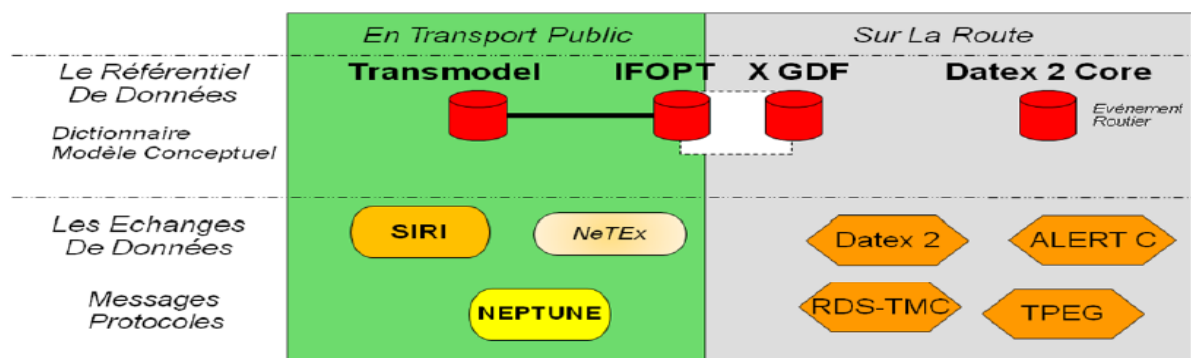 En Transport Public
Sur La Route
Le Référentiel
De Données
Transmodel
IFOPT
X GDF
Datex 2 Core
Evénement
Routier
Dictionnaire
Modèle Conceptuel
Les Echanges
De Données
SIRI
NeTEx
Datex 2
ALERT C
Messages
Protocoles
NEPTUNE
RDS-TMC
TPEG